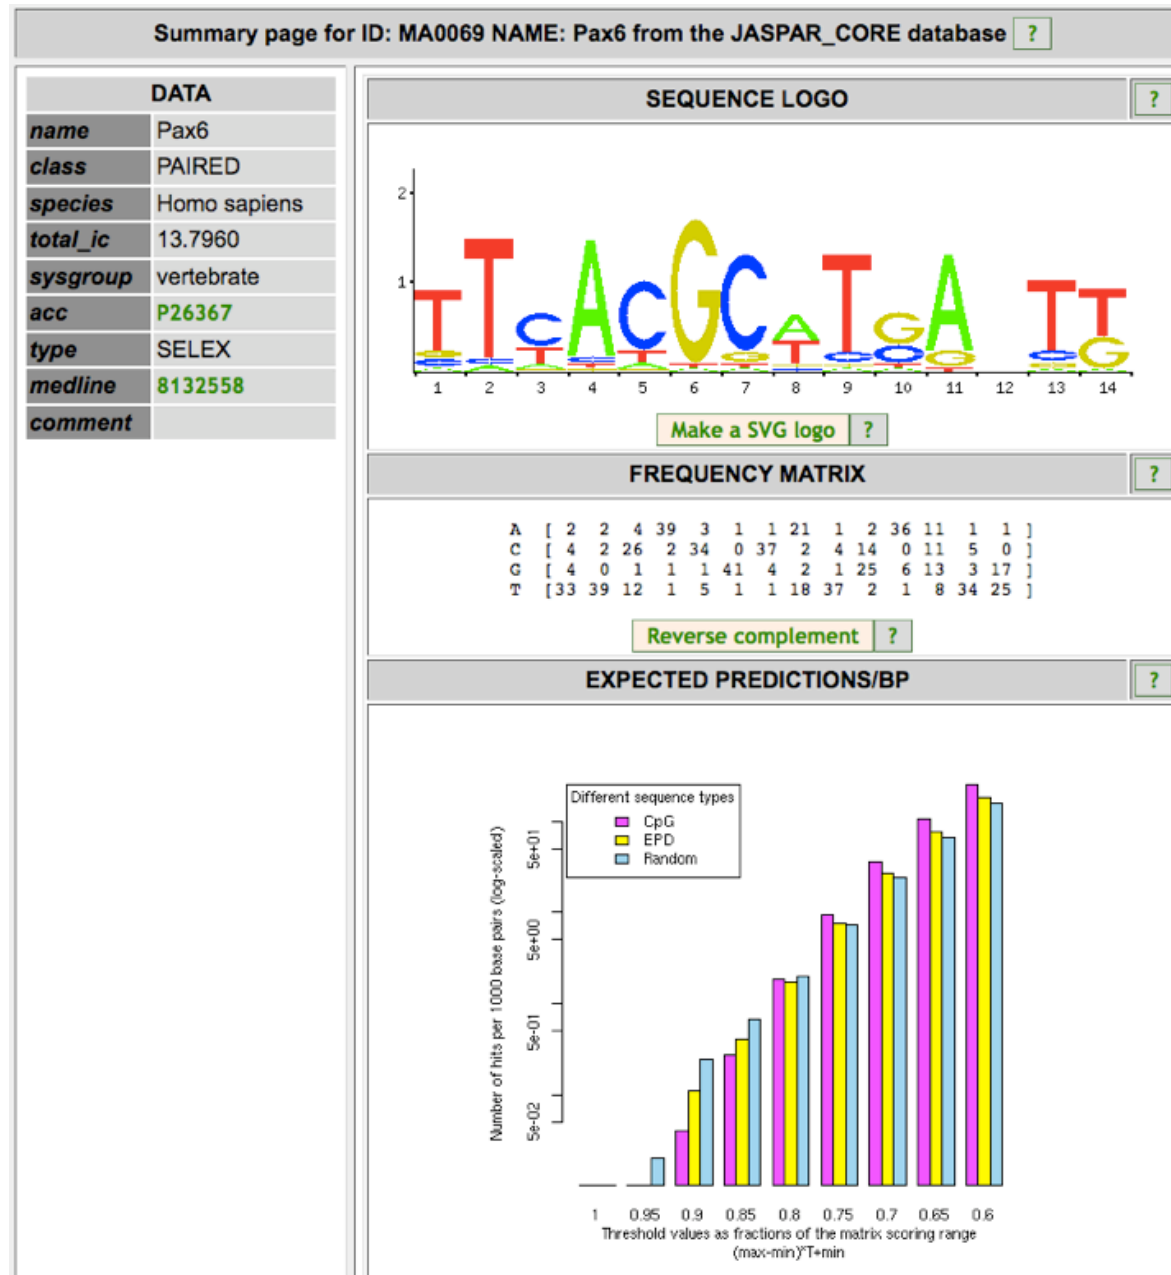 Summary page for ID: MA0069 NAME: Pax6 from the JASPAR_CORE database ?
DATA
name Pax6
class PAIRED
species Homo sapiens
total_ic 13.7960
sysgroup vertebrate
acc P26367
type SELEX
medline 8132558
comment
SEQUENCE LOGO ?
2
1
1 2 3 4 5 6 7 8 9 10 11 12 13 14
Make a SVG logo ?
FREQUENCY MATRIX ?
A [ 2 2 4 39 3 1 1 21 1 2 36 11 1 1 ]
C [ 4 2 26 2 34 0 37 2 4 14 0 11 5 0 ]
G [ 4 0 1 1 1 41 4 2 1 25 6 13 3 17 ]
T [33 39 12 1 5 1 1 18 37 2 1 8 34 25 ]
Reverse complement ?
EXPECTED PREDICTIONS/BP ?
Different sequence types
CpG
EPD
Random
Number of hits per 1000 base pairs (log-scaled)
5e+01
5e+00
5e-01
5e-02
1 0.95 0.9 0.85 0.8 0.75 0.7 0.65 0.6
Threshold values as fractions of the matrix scoring range
(max-min)*T+min